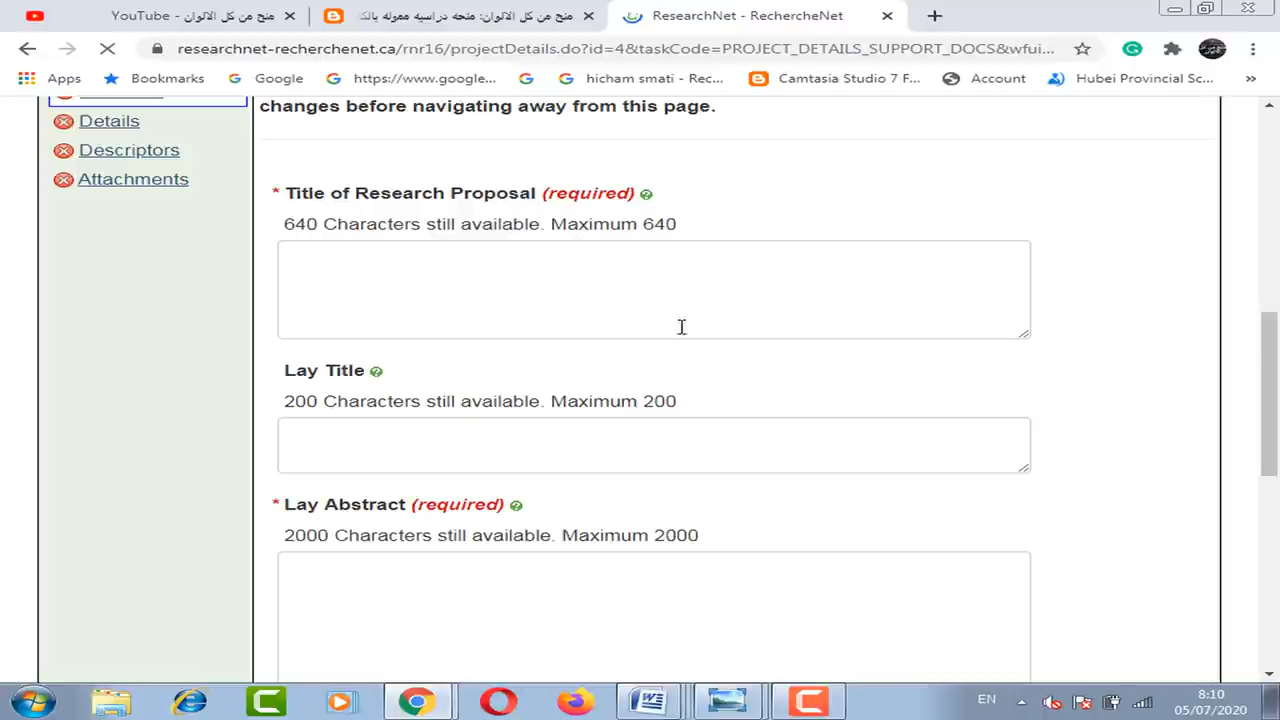 YouTube - منح من كل الالوان
منح من كل الالوان: منحه دراسيه مموله بالك
ResearchNet - RechercheNet
researchnet-recherchenet.ca/rnr16/projectDetails.do?id=4&taskCode=PROJECT_DETAILS_SUPPORT_DOCS&wfui...
Apps Bookmarks Google https://www.google... hicham smati - Rec... Camtasia Studio 7 F... Account Hubei Provincial Sc... »
changes before navigating away from this page.
Details
Descriptors
Attachments
* Title of Research Proposal (required)
640 Characters still available. Maximum 640
Lay Title
200 Characters still available. Maximum 200
* Lay Abstract (required)
2000 Characters still available. Maximum 2000
EN
8:10
05/07/2020